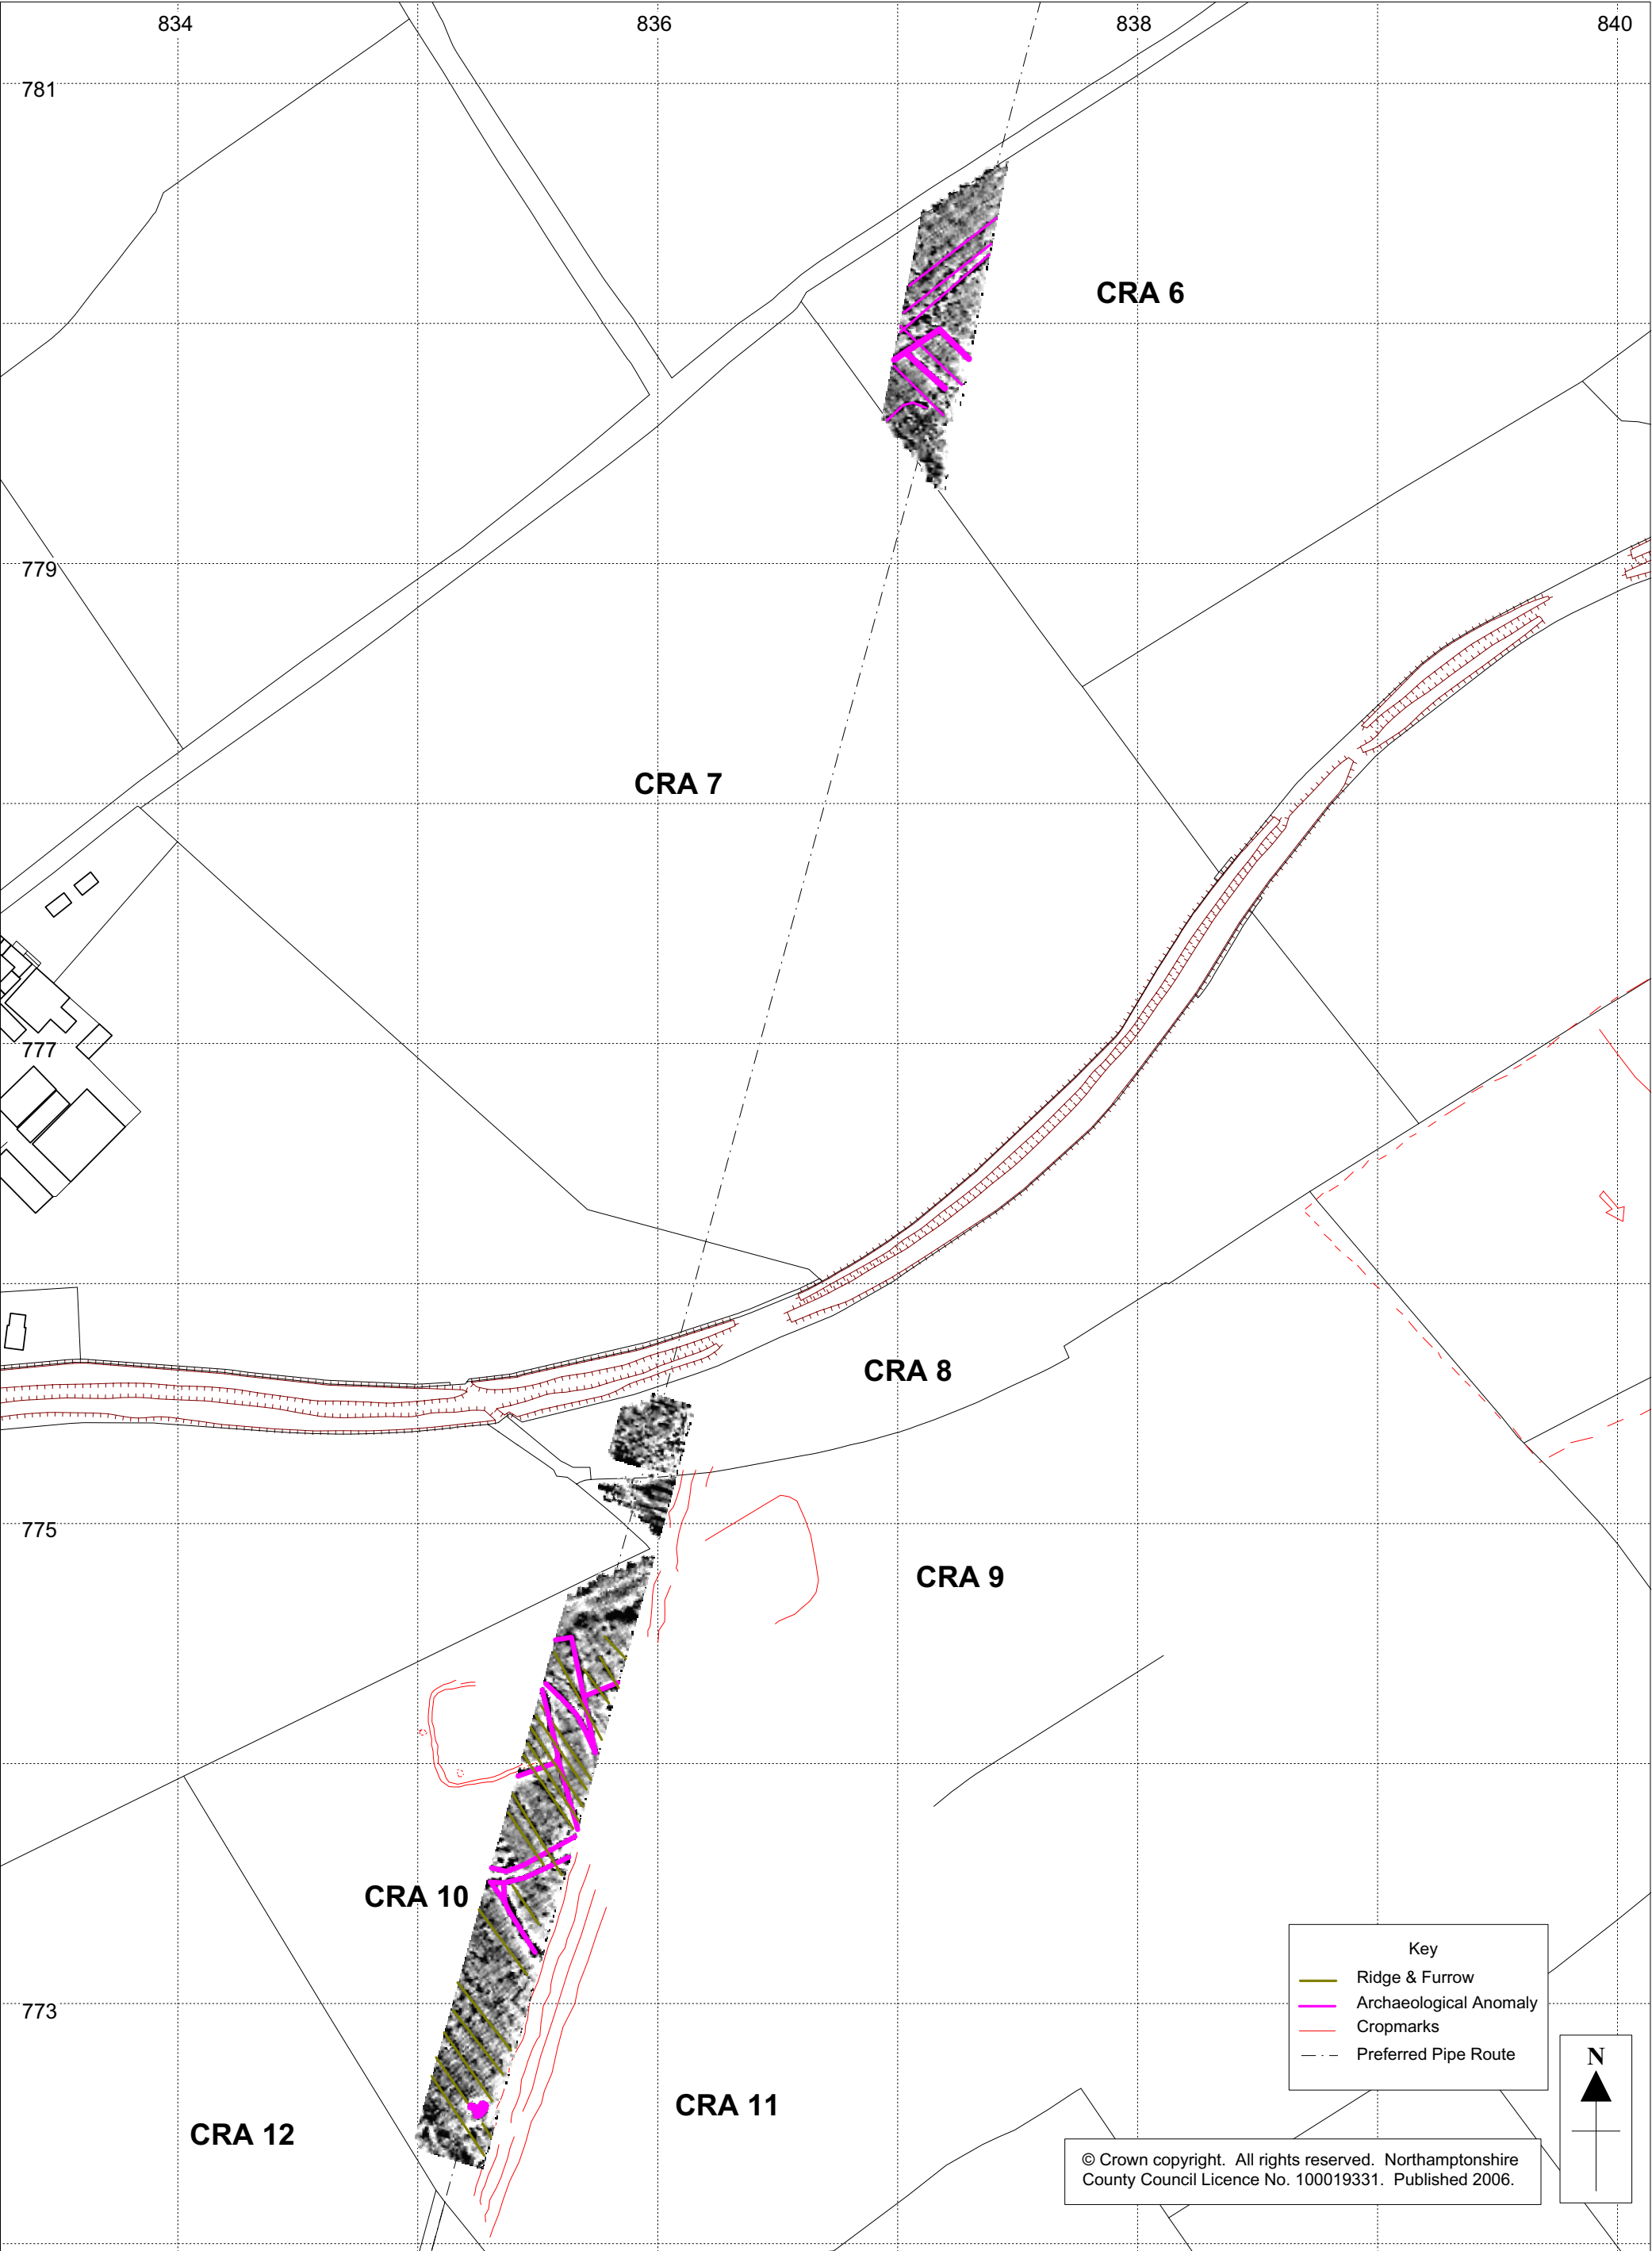 834
836
838
840
781
CRA 6
779
CRA 7
777
CRA 8
775
CRA 9
CRA 10
Key
Ridge & Furrow
Archaeological Anomaly
Cropmarks
Preferred Pipe Route
773
N
CRA 11
CRA 12
© Crown copyright. All rights reserved. Northamptonshire
County Council Licence No. 100019331. Published 2006.